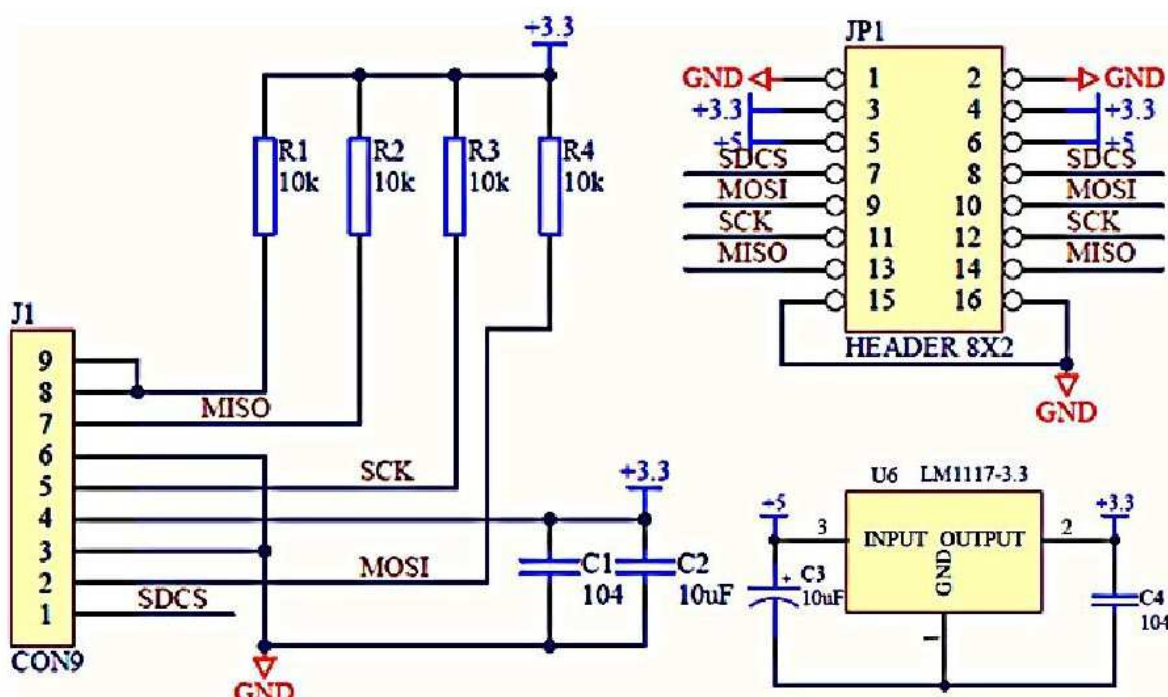 +3.3
R1
10k
R2
10k
R3
10k
R4
10k
J1
9
8
7
6
5
4
3
2
1
CON9
MISO
SCK
MOSI
SDCS
+3.3
C1
104
C2
10uF
GND
JP1
GND 1 2 GND
+3.3 3 4 +3.3
+5 5 6 +5
SDCS 7 8 SDCS
MOSI 9 10 MOSI
SCK 11 12 SCK
MISO 13 14 MISO
15 16
HEADER 8X2
GND
U6 LM1117-3.3
+5 +3.3
3 INPUT OUTPUT 2
GND
1
C3
+
10uF
C4
104